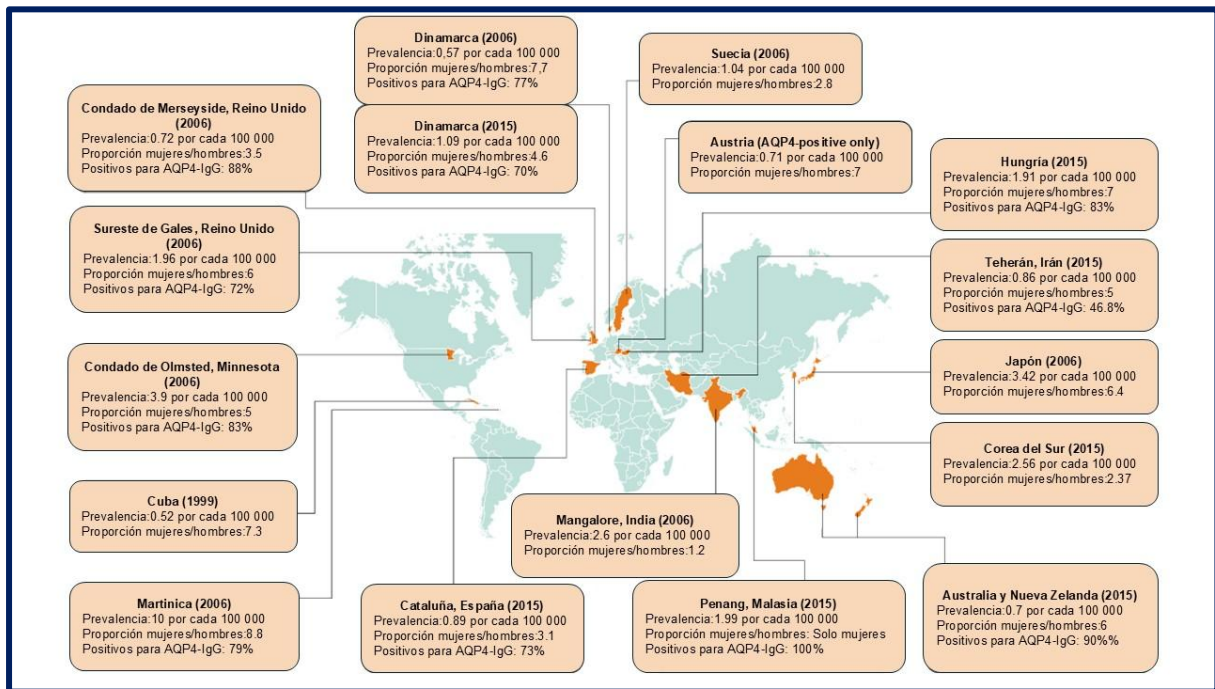 Dinamarca (2006)
Prevalencia:0,57 por cada 100 000
Proporción mujeres/hombres:7,7
Positivos para AQP4-IgG: 77%
Suecia (2006)
Prevalencia:1.04 por cada 100 000
Proporción mujeres/hombres:2.8
Condado de Merseyside, Reino Unido
(2006)
Prevalencia:0.72 por cada 100 000
Proporción mujeres/hombres:3.5
Positivos para AQP4-IgG: 88%
Dinamarca (2015)
Prevalencia:1.09 por cada 100 000
Proporción mujeres/hombres:4.6
Positivos para AQP4-IgG: 70%
Austria (AQP4-positive only)
Prevalencia:0.71 por cada 100 000
Proporción mujeres/hombres:7
Hungría (2015)
Prevalencia:1.91 por cada 100 000
Proporción mujeres/hombres:7
Positivos para AQP4-IgG: 83%
Sureste de Gales, Reino Unido
(2006)
Prevalencia:1.96 por cada 100 000
Proporción mujeres/hombres:6
Positivos para AQP4-IgG: 72%
Teherán, Irán (2015)
Prevalencia:0.86 por cada 100 000
Proporción mujeres/hombres:5
Positivos para AQP4-IgG: 46.8%
Condado de Olmsted, Minnesota
(2006)
Prevalencia:3.9 por cada 100 000
Proporción mujeres/hombres:5
Positivos para AQP4-IgG: 83%
Japón (2006)
Prevalencia:3.42 por cada 100 000
Proporción mujeres/hombres:6.4
Corea del Sur (2015)
Prevalencia:2.56 por cada 100 000
Proporción mujeres/hombres:2.37
Cuba (1999)
Prevalencia:0.52 por cada 100 000
Proporción mujeres/hombres:7.3
Mangalore, India (2006)
Prevalencia:2.6 por cada 100 000
Proporción mujeres/hombres:1.2
Martinica (2006)
Prevalencia:10 por cada 100 000
Proporción mujeres/hombres:8.8
Positivos para AQP4-IgG: 79%
Cataluña, España (2015)
Prevalencia:0.89 por cada 100 000
Proporción mujeres/hombres:3.1
Positivos para AQP4-IgG: 73%
Penang, Malasia (2015)
Prevalencia:1.99 por cada 100 000
Proporción mujeres/hombres: Solo mujeres
Positivos para AQP4-IgG: 100%
Australia y Nueva Zelanda (2015)
Prevalencia:0.7 por cada 100 000
Proporción mujeres/hombres:6
Positivos para AQP4-IgG: 90%%